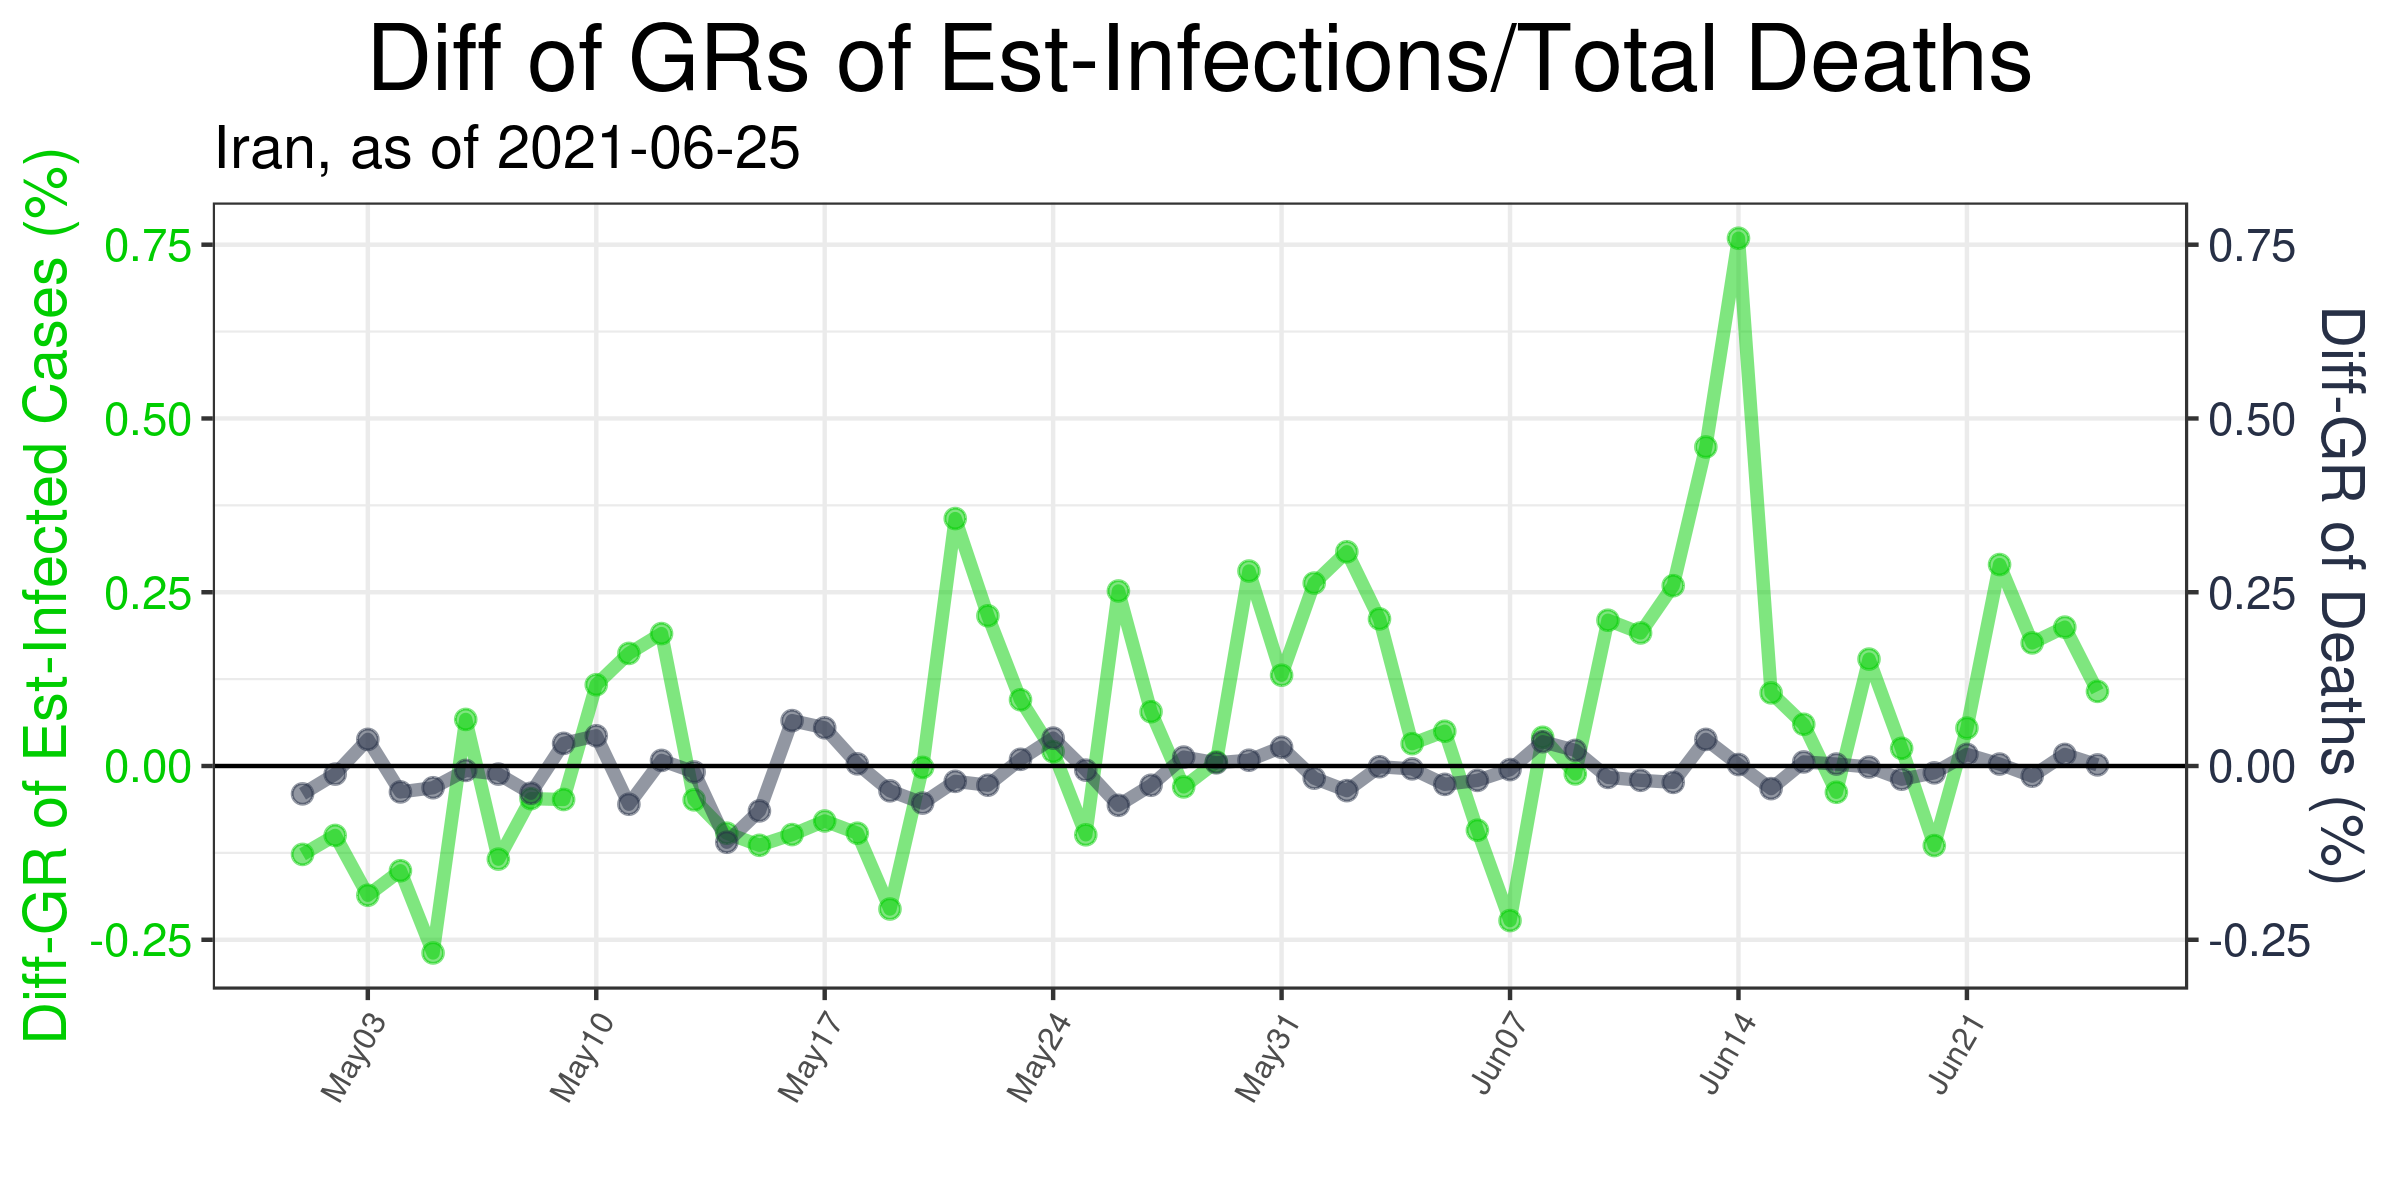 Diff of GRs of Est-Infections/Total Deaths
Iran, as of 2021-06-25
Diff-GR of Est-Infected Cases (%)
0.75
0.50
0.25
0.00
-0.25
0.75
0.50
0.25
0.00
-0.25
Diff-GR of Deaths (%)
May03
May10
May17
May24
May31
Jun07
Jun14
Jun21